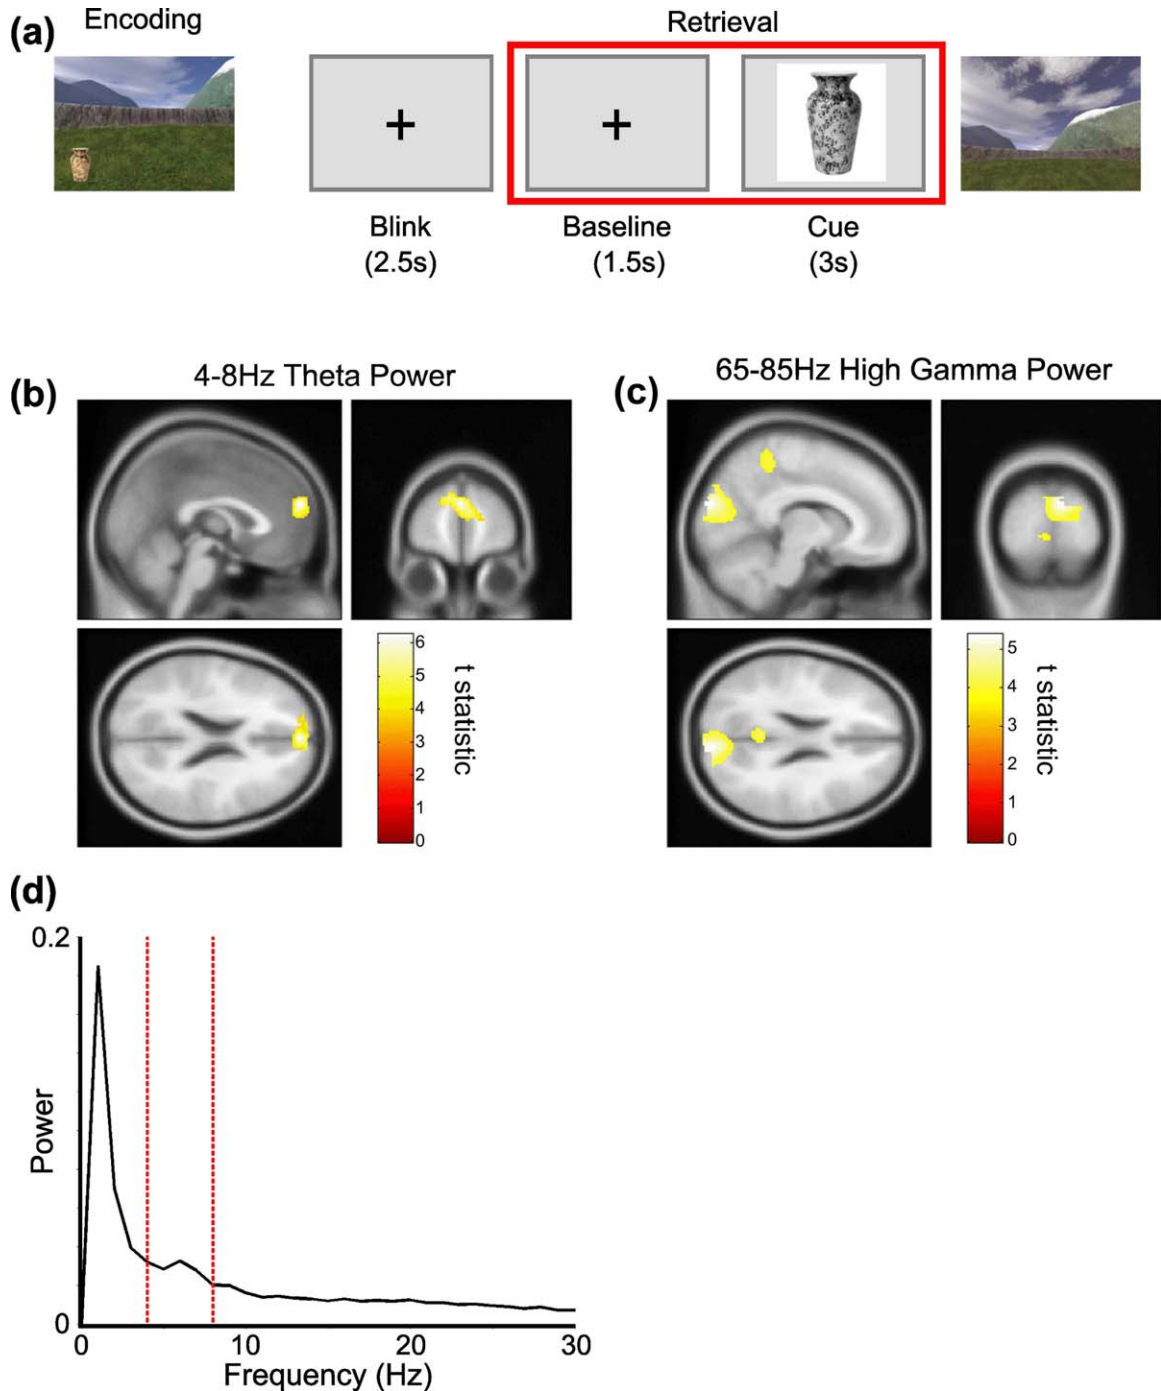 (a)
Encoding
Retrieval
Blink
(2.5s)
Baseline
(1.5s)
Cue
(3s)
(b)
4-8Hz Theta Power
6
5
4
3
2
1
0
t statistic
(c)
65-85Hz High Gamma Power
5
4
3
2
1
0
t statistic
(d)
0.2
Power
0
0
10
20
30
Frequency (Hz)